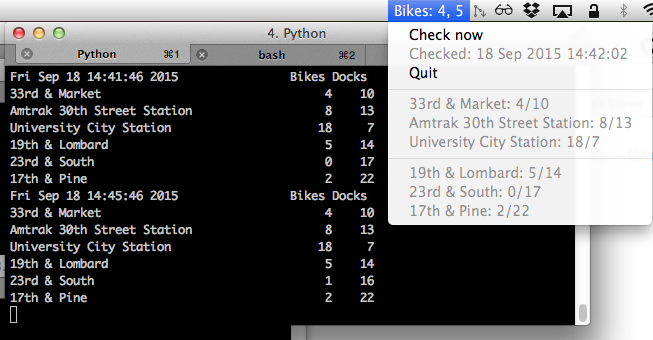 Bikes: 4, 5
4. Python
Python ⌘1
bash ⌘2
Fri Sep 18 14:41:46 2015 Bikes Docks
33rd & Market 4 10
Amtrak 30th Street Station 8 13
University City Station 18 7
19th & Lombard 5 14
23rd & South 0 17
17th & Pine 2 22
Fri Sep 18 14:45:46 2015 Bikes Docks
33rd & Market 4 10
Amtrak 30th Street Station 8 13
University City Station 18 7
19th & Lombard 5 14
23rd & South 1 16
17th & Pine 2 22
Check now
Checked: 18 Sep 2015 14:42:02
Quit
33rd & Market: 4/10
Amtrak 30th Street Station: 8/13
University City Station: 18/7
19th & Lombard: 5/14
23rd & South: 0/17
17th & Pine: 2/22